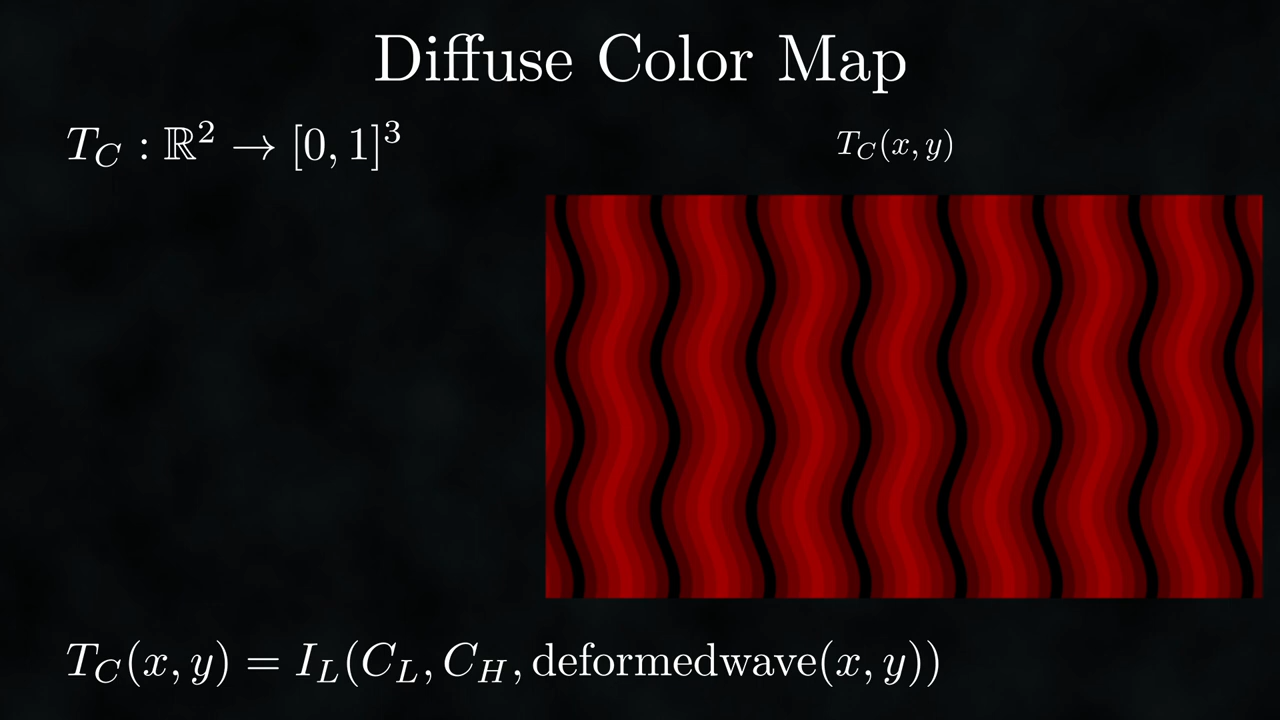 Diffuse Color Map
T_C : ℝ² → [0, 1]³
T_C(x, y)
T_C(x, y) = I_L(C_L, C_H, deformedwave(x, y))